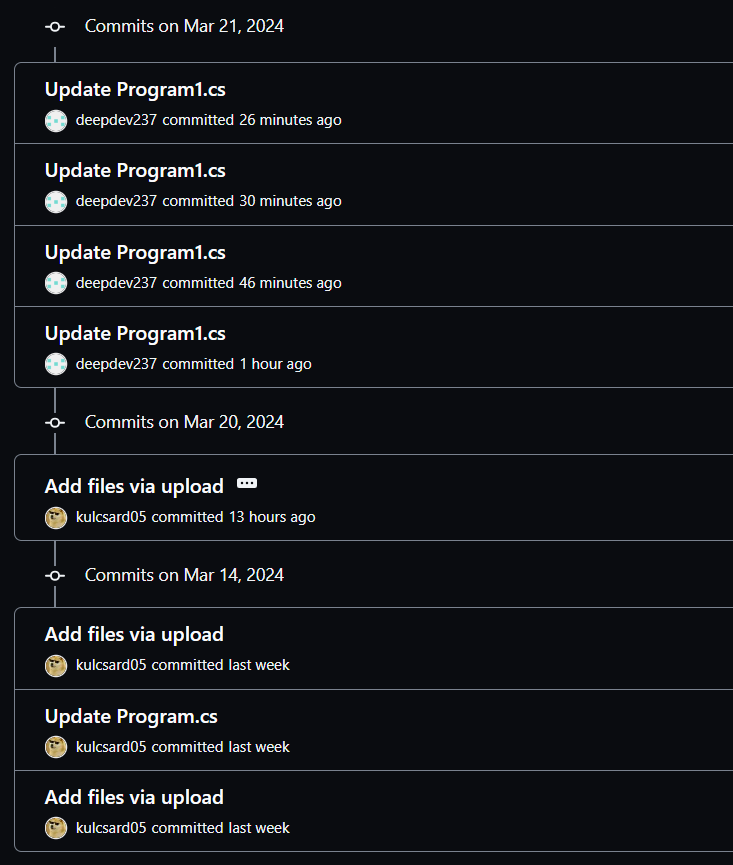 Commits on Mar 21, 2024
Update Program1.cs
deepdev237 committed 26 minutes ago
Update Program1.cs
deepdev237 committed 30 minutes ago
Update Program1.cs
deepdev237 committed 46 minutes ago
Update Program1.cs
deepdev237 committed 1 hour ago
Commits on Mar 20, 2024
Add files via upload
kulcsard05 committed 13 hours ago
Commits on Mar 14, 2024
Add files via upload
kulcsard05 committed last week
Update Program.cs
kulcsard05 committed last week
Add files via upload
kulcsard05 committed last week